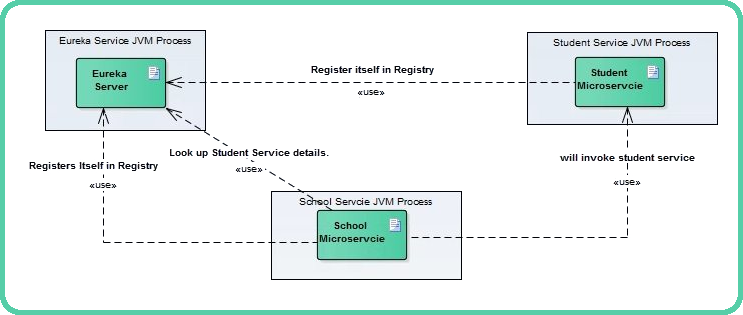 Eureka Service JVM Process
Eureka
Server
Student Service JVM Process
Student
Microservcie
Register itself in Registry
«use»
Look up Student Service details.
«use»
Registers Itself in Registry
«use»
will invoke student service
«use»
School Servcie JVM Process
School
Microservcie